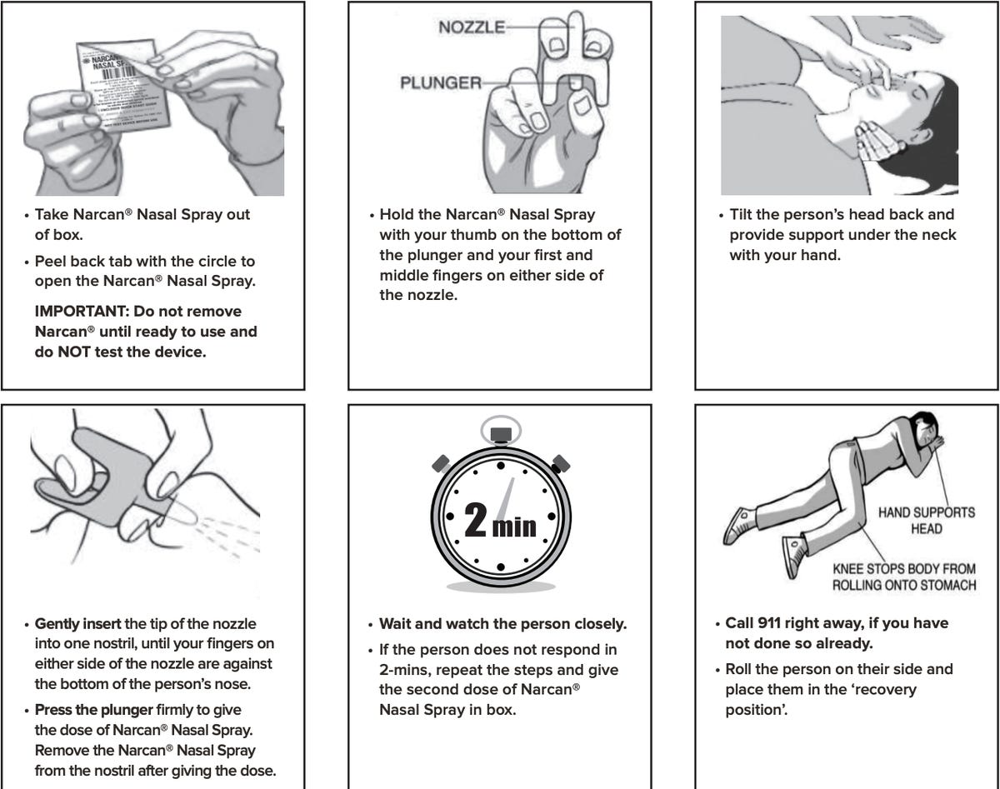 NARCAN
NASAL SP
• Take Narcan® Nasal Spray out
of box.
• Peel back tab with the circle to
open the Narcan® Nasal Spray.
IMPORTANT: Do not remove
Narcan® until ready to use and
do NOT test the device.
NOZZLE
PLUNGER
• Hold the Narcan® Nasal Spray
with your thumb on the bottom of
the plunger and your first and
middle fingers on either side of
the nozzle.
• Tilt the person’s head back and
provide support under the neck
with your hand.
• Gently insert the tip of the nozzle
into one nostril, until your fingers on
either side of the nozzle are against
the bottom of the person’s nose.
• Press the plunger firmly to give
the dose of Narcan® Nasal Spray.
Remove the Narcan® Nasal Spray
from the nostril after giving the dose.
2 min
• Wait and watch the person closely.
• If the person does not respond in
2-mins, repeat the steps and give
the second dose of Narcan®
Nasal Spray in box.
HAND SUPPORTS
HEAD
KNEE STOPS BODY FROM
ROLLING ONTO STOMACH
• Call 911 right away, if you have
not done so already.
• Roll the person on their side and
place them in the ‘recovery
position’.